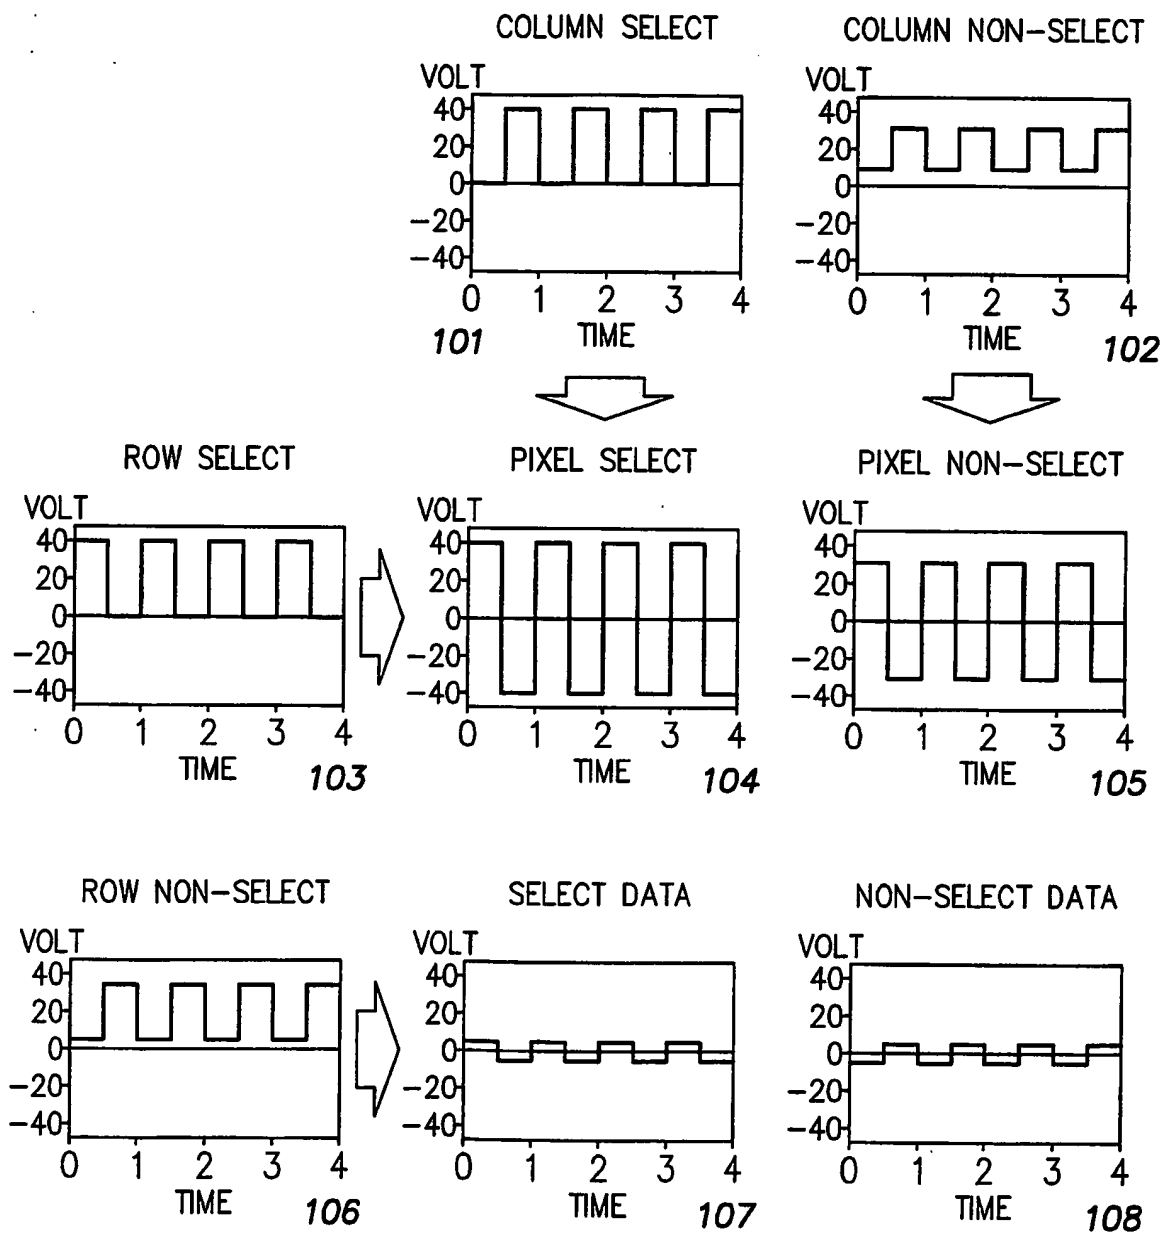 COLUMN SELECT
VOLT
40
20
0
−20
−40
0 1 2 3 4
TIME
101
COLUMN NON−SELECT
40
20
0
−20
−40
0 1 2 3 4
TIME
102
ROW SELECT
VOLT
40
20
0
−20
−40
0 1 2 3 4
TIME
103
PIXEL SELECT
VOLT
40
20
0
−20
−40
0 1 2 3 4
TIME
104
PIXEL NON−SELECT
VOLT
40
20
0
−20
−40
0 1 2 3 4
TIME
105
ROW NON−SELECT
VOLT
40
20
0
−20
−40
0 1 2 3 4
TIME
106
SELECT DATA
VOLT
40
20
0
−20
−40
0 1 2 3 4
TIME
107
NON−SELECT DATA
VOLT
40
20
0
−20
−40
0 1 2 3 4
TIME
108